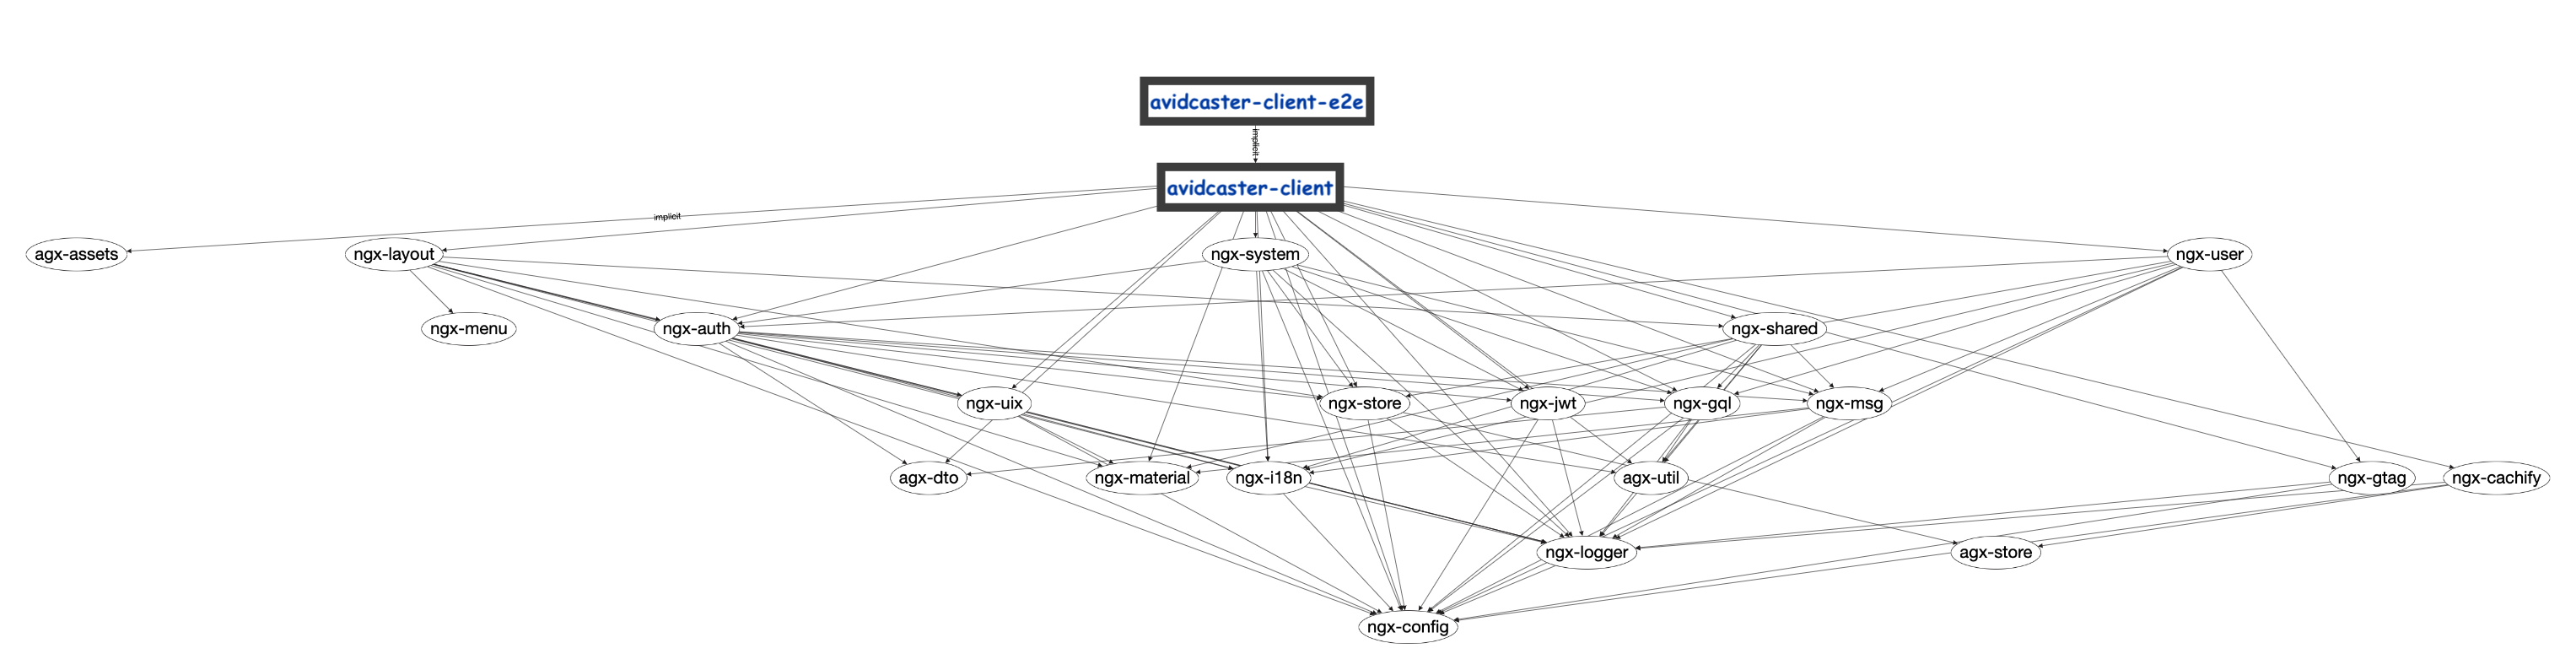 avidcaster-client-e2e
implicit
avidcaster-client
implicit
agx-assets
ngx-layout
ngx-system
ngx-user
ngx-menu
ngx-auth
ngx-shared
ngx-uix
ngx-store
ngx-jwt
ngx-gql
ngx-msg
agx-dto
ngx-material
ngx-i18n
agx-util
ngx-gtag
ngx-cachify
ngx-logger
agx-store
ngx-config